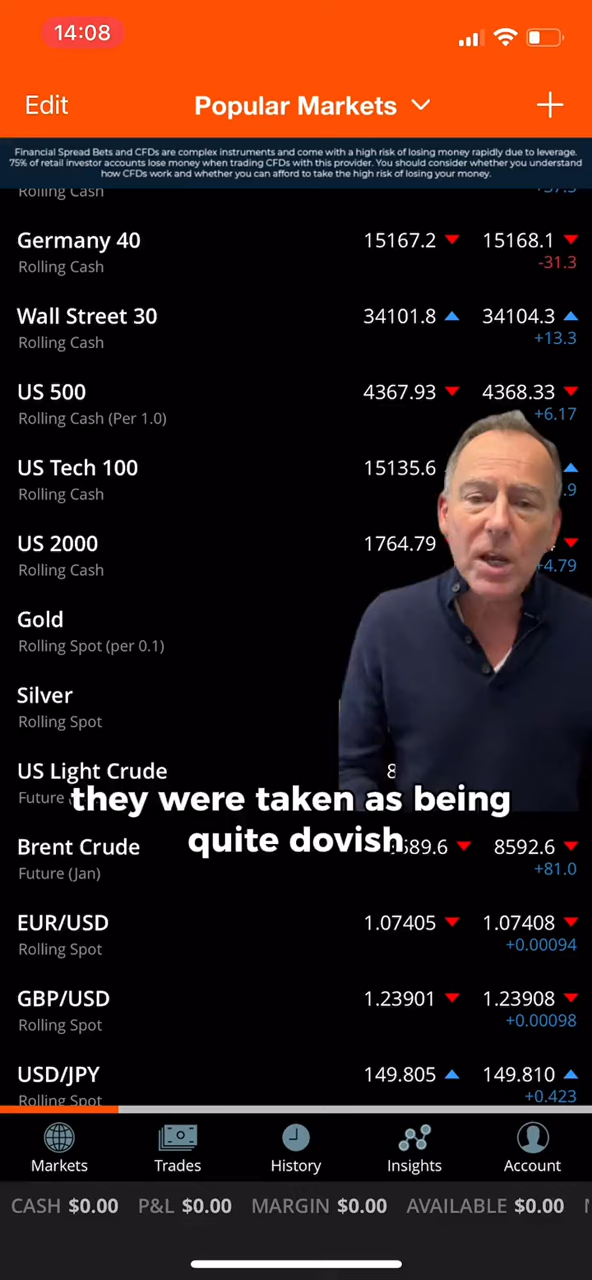 14:08
Edit
Popular Markets
Financial Spread Bets and CFDs are complex instruments and come with a high risk of losing money rapidly due to leverage.
75% of retail investor accounts lose money when trading CFDs with this provider. You should consider whether you understand
how CFDs work and whether you can afford to take the high risk of losing your money.
Rolling Cash
Germany 40 15167.2 15168.1
Rolling Cash -31.3
Wall Street 30 34101.8 34104.3
Rolling Cash +13.3
US 500 4367.93 4368.33
Rolling Cash (Per 1.0) +6.17
US Tech 100 15135.6
Rolling Cash .9
US 2000 1764.79
Rolling Cash +4.79
Gold
Rolling Spot (per 0.1)
Silver
Rolling Spot
US Light Crude 8
Future
they were taken as being
quite dovish
Brent Crude 589.6 8592.6
Future (Jan) +81.0
EUR/USD 1.07405 1.07408
Rolling Spot +0.00094
GBP/USD 1.23901 1.23908
Rolling Spot +0.00098
USD/JPY 149.805 149.810
Rolling Spot +0.423
Markets Trades History Insights Account
CASH $0.00 P&L $0.00 MARGIN $0.00 AVAILABLE $0.00